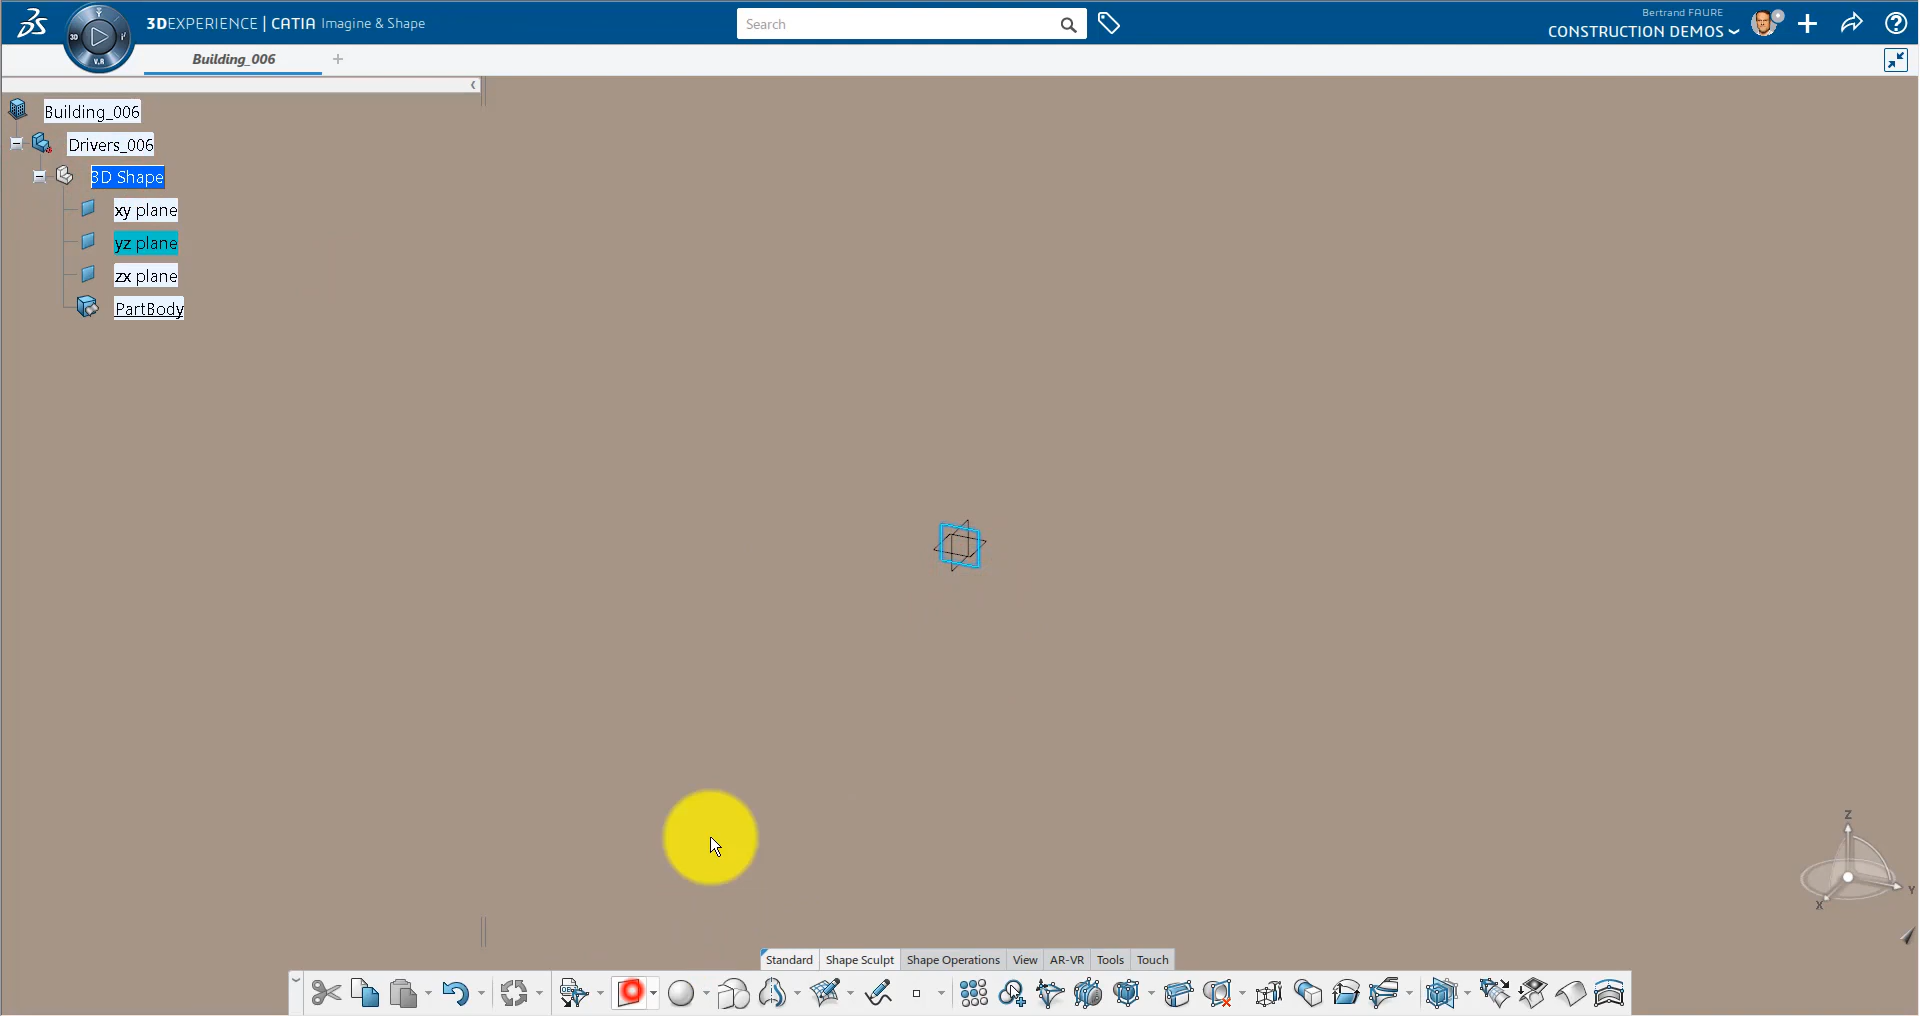 3DEXPERIENCE | CATIA Imagine & Shape
Search
Bertrand FAURE
CONSTRUCTION DEMOS
3D
V.R
Building_006
Building_006
Drivers_006
3D Shape
xy plane
yz plane
zx plane
PartBody
Z
Y
X
Standard
Shape Sculpt
Shape Operations
View
AR-VR
Tools
Touch